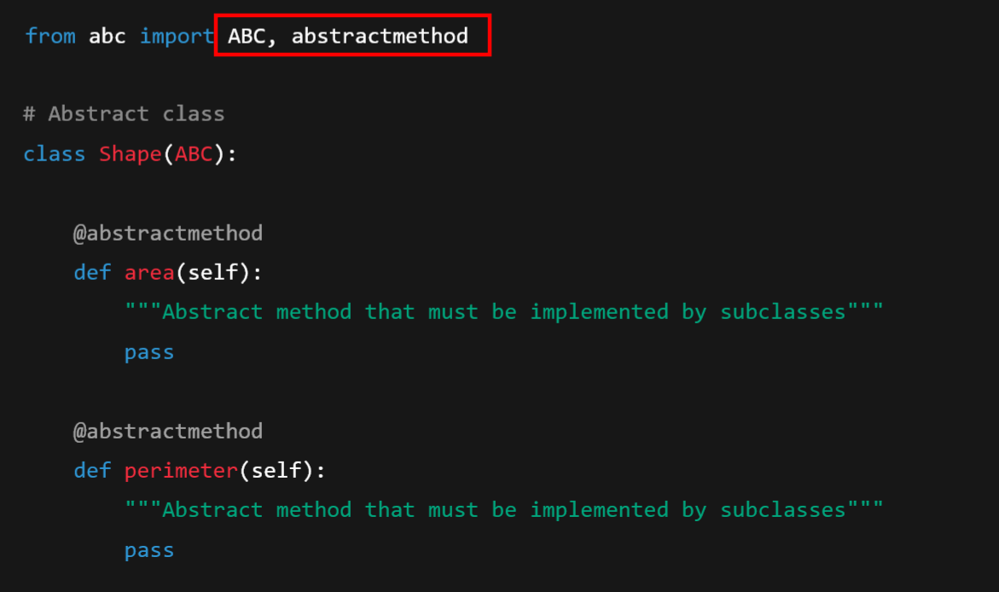 from abc import ABC, abstractmethod
# Abstract class
class Shape(ABC):
@abstractmethod
def area(self):
"""Abstract method that must be implemented by subclasses"""
pass
@abstractmethod
def perimeter(self):
"""Abstract method that must be implemented by subclasses"""
pass